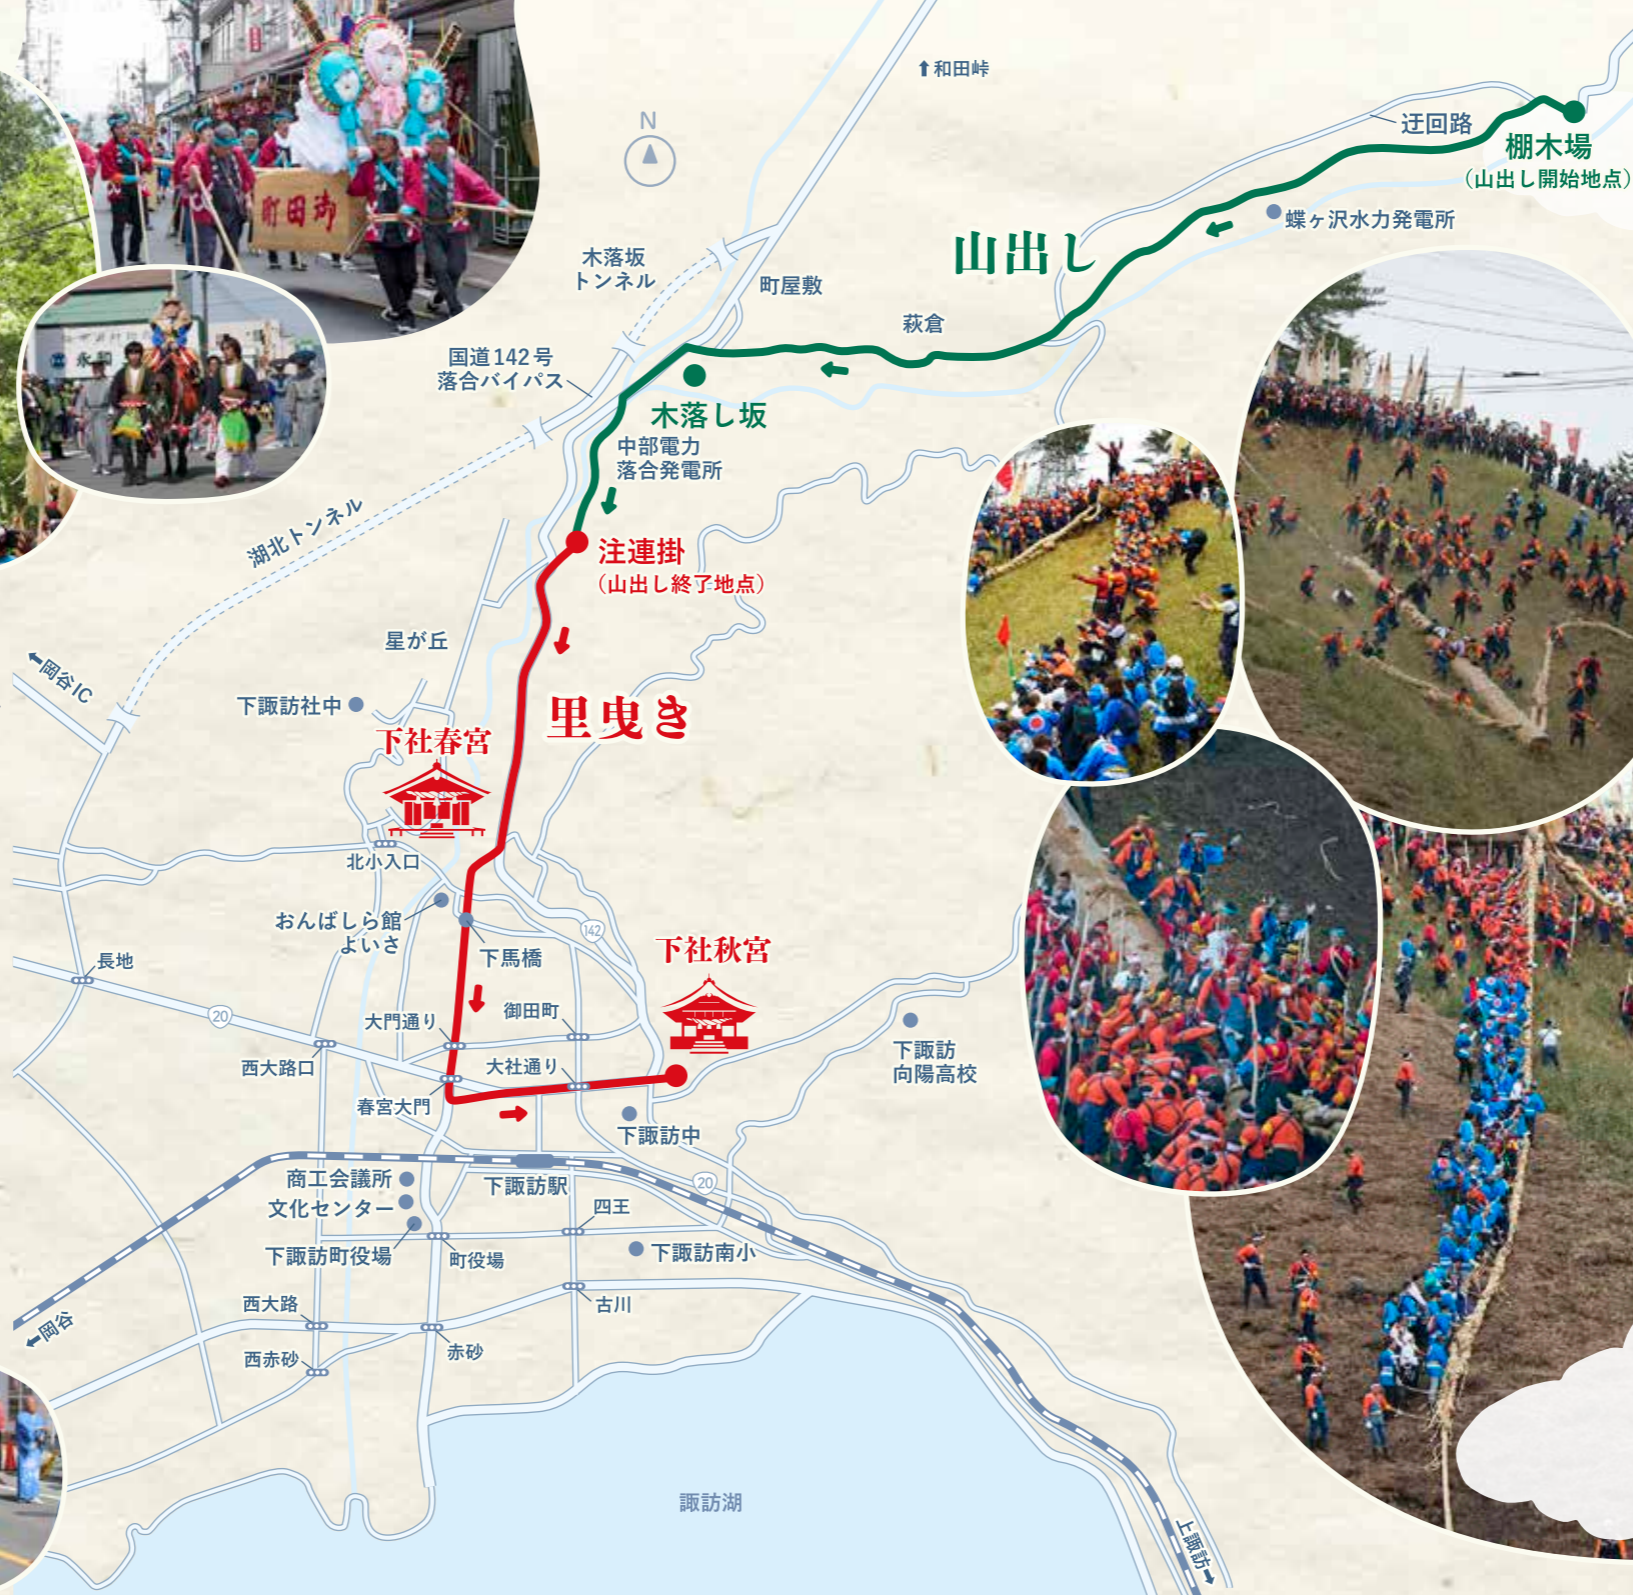 ↑和田峠
N
迂回路
棚木場
（山出し開始地点）
蝶ヶ沢水力発電所
山出し
御田町
木落坂
トンネル
町屋敷
萩倉
国道142号
落合バイパス
木落し坂
中部電力
落合発電所
湖北トンネル
注連掛
（山出し終了地点）
星が丘
←岡谷IC
下諏訪社中
里曳き
下社春宮
北小入口
おんばしら館
よいさ
142
下馬橋
下社秋宮
長地
20
大門通り
御田町
西大路口
大社通り
下諏訪
向陽高校
春宮大門
下諏訪中
商工会議所
下諏訪駅
20
文化センター
四王
下諏訪町役場
町役場
下諏訪南小
西大路
古川
←岡谷
西赤砂
赤砂
諏訪湖
上諏訪→